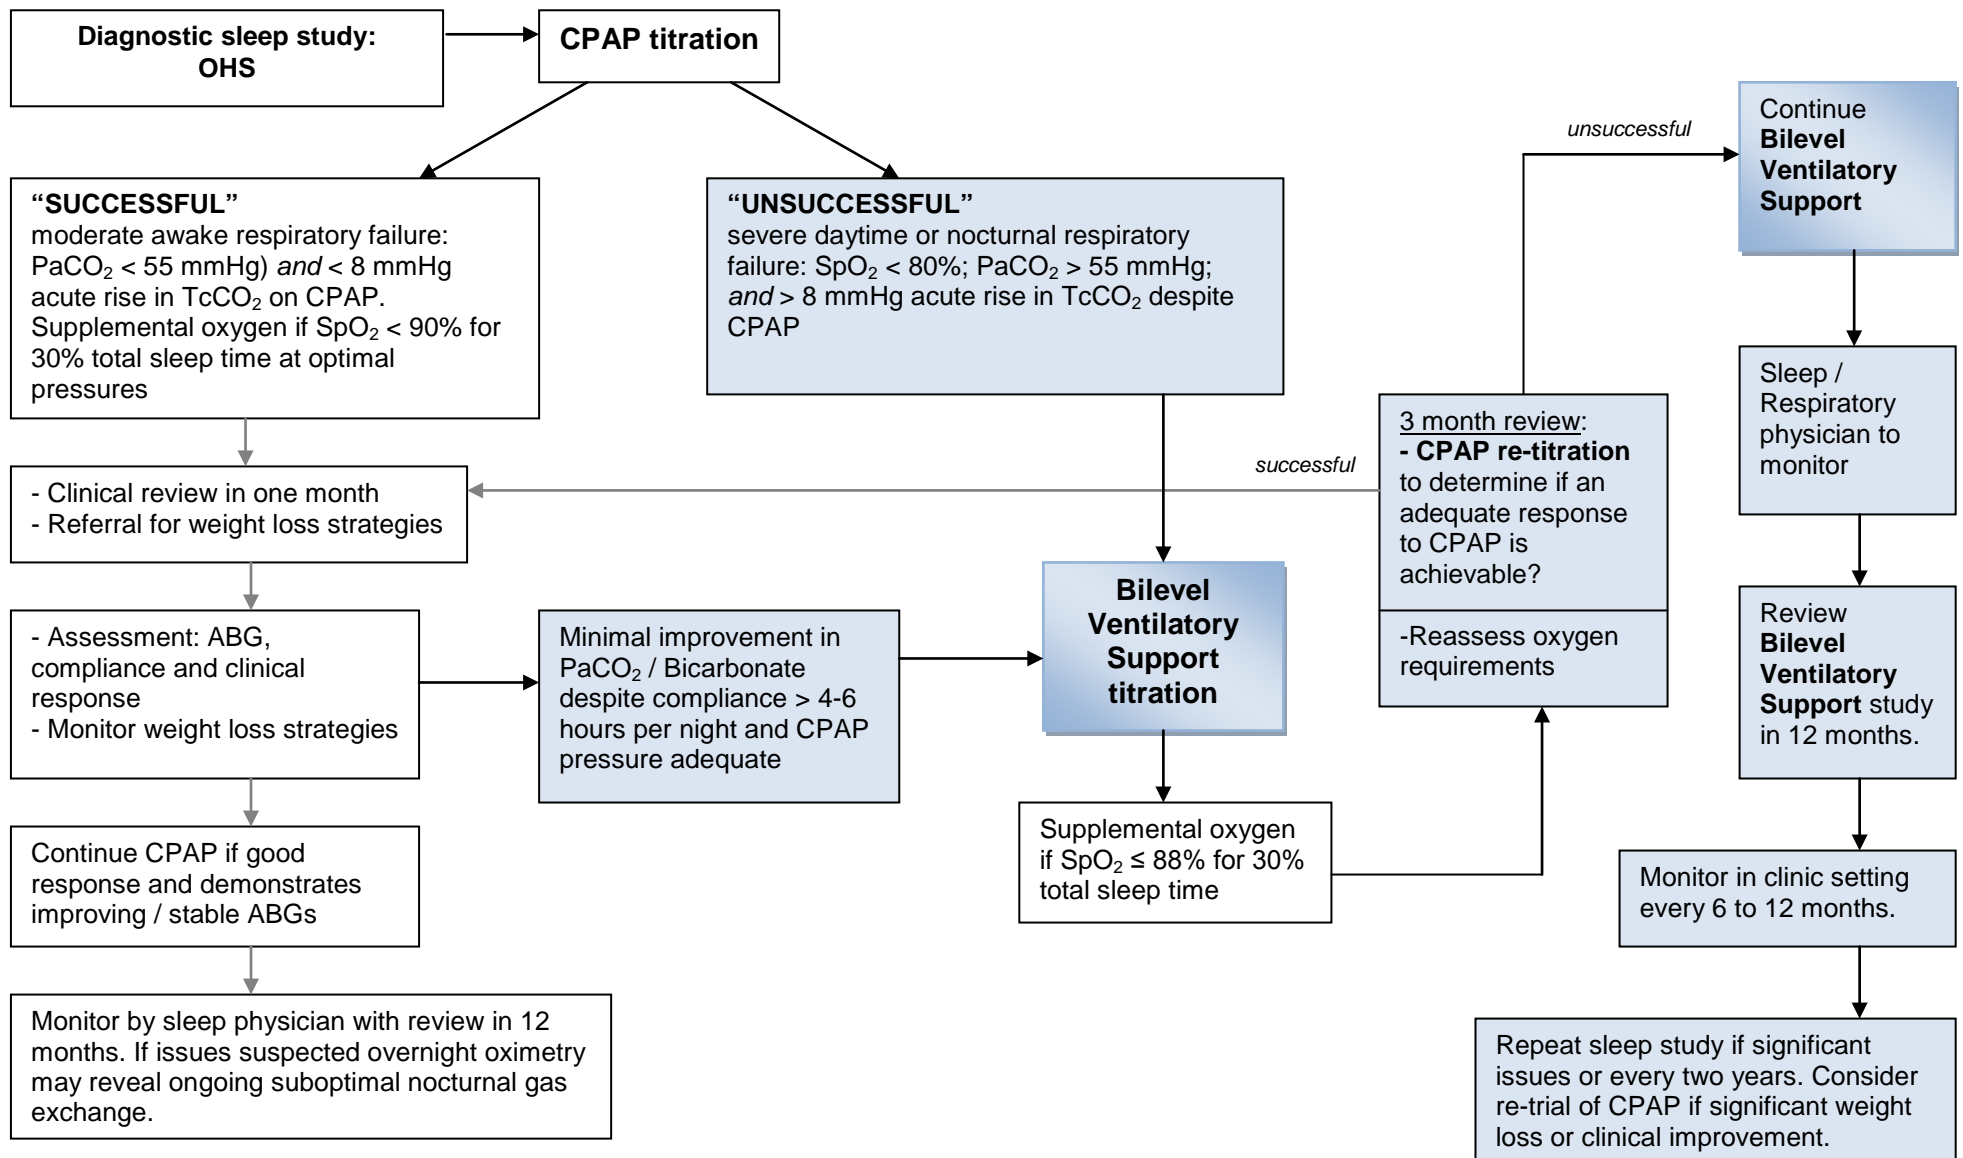 Diagnostic sleep study:
OHS
CPAP titration
“SUCCESSFUL”
moderate awake respiratory failure:
PaCO₂ < 55 mmHg) and < 8 mmHg
acute rise in TcCO₂ on CPAP.
Supplemental oxygen if SpO₂ < 90% for
30% total sleep time at optimal
pressures
“UNSUCCESSFUL”
severe daytime or nocturnal respiratory
failure: SpO₂ < 80%; PaCO₂ > 55 mmHg;
and > 8 mmHg acute rise in TcCO₂ despite
CPAP
- Clinical review in one month
- Referral for weight loss strategies
- Assessment: ABG,
compliance and clinical
response
- Monitor weight loss strategies
Minimal improvement in
PaCO₂ / Bicarbonate
despite compliance > 4-6
hours per night and CPAP
pressure adequate
Continue CPAP if good
response and demonstrates
improving / stable ABGs
Monitor by sleep physician with review in 12
months. If issues suspected overnight oximetry
may reveal ongoing suboptimal nocturnal gas
exchange.
Bilevel
Ventilatory
Support
titration
Supplemental oxygen
if SpO₂ ≤ 88% for 30%
total sleep time
3 month review:
- CPAP re-titration
to determine if an
adequate response
to CPAP is
achievable?
-Reassess oxygen
requirements
successful
unsuccessful
Continue
Bilevel
Ventilatory
Support
Sleep /
Respiratory
physician to
monitor
Review
Bilevel
Ventilatory
Support study
in 12 months.
Monitor in clinic setting
every 6 to 12 months.
Repeat sleep study if significant
issues or every two years. Consider
re-trial of CPAP if significant weight
loss or clinical improvement.